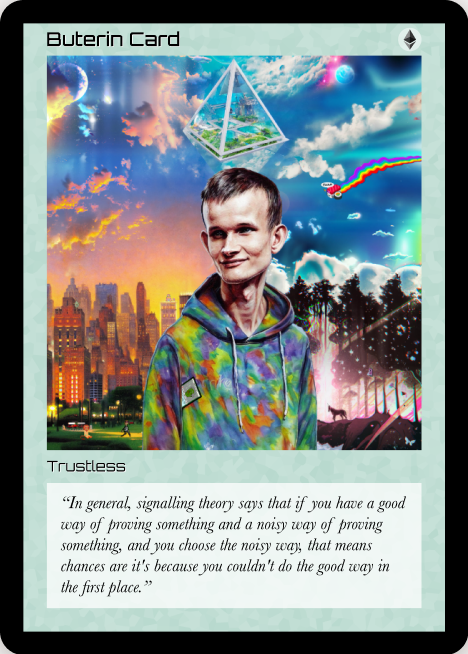 Buterin Card
Trustless
“In general, signalling theory says that if you have a good
way of proving something and a noisy way of proving
something, and you choose the noisy way, that means
chances are it's because you couldn't do the good way in
the first place.”